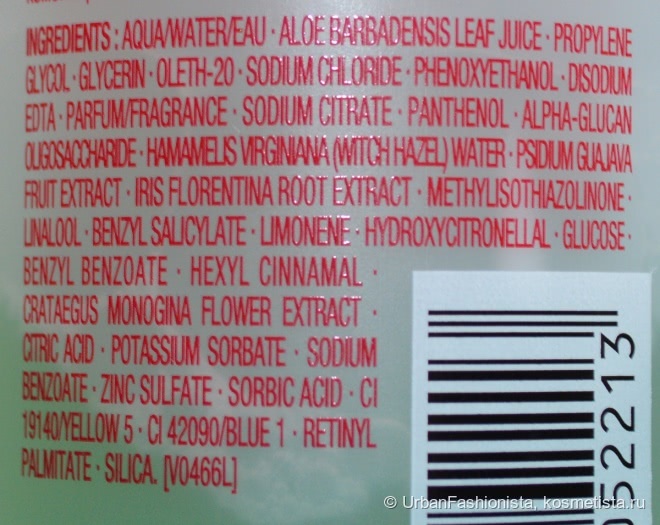 INGREDIENTS : AQUA/WATER/EAU · ALOE BARBADENSIS LEAF JUICE · PROPYLENE
GLYCOL · GLYCERIN · OLETH-20 · SODIUM CHLORIDE · PHENOXYETHANOL · DISODIUM
EDTA · PARFUM/FRAGRANCE · SODIUM CITRATE · PANTHENOL · ALPHA-GLUCAN
OLIGOSACCHARIDE · HAMAMELIS VIRGINIANA (WITCH HAZEL) WATER · PSIDIUM GUAJAVA
FRUIT EXTRACT · IRIS FLORENTINA ROOT EXTRACT · METHYLISOTHIAZOLINONE ·
LINALOOL · BENZYL SALICYLATE · LIMONENE · HYDROXYCITRONELLAL · GLUCOSE ·
BENZYL BENZOATE · HEXYL CINNAMAL ·
CRATAEGUS MONOGINA FLOWER EXTRACT ·
CITRIC ACID · POTASSIUM SORBATE · SODIUM
BENZOATE · ZINC SULFATE · SORBIC ACID · CI
19140/YELLOW 5 · CI 42090/BLUE 1 · RETINYL
PALMITATE · SILICA. [V0466L]
52213
© UrbanFashionista, kosmetista.ru